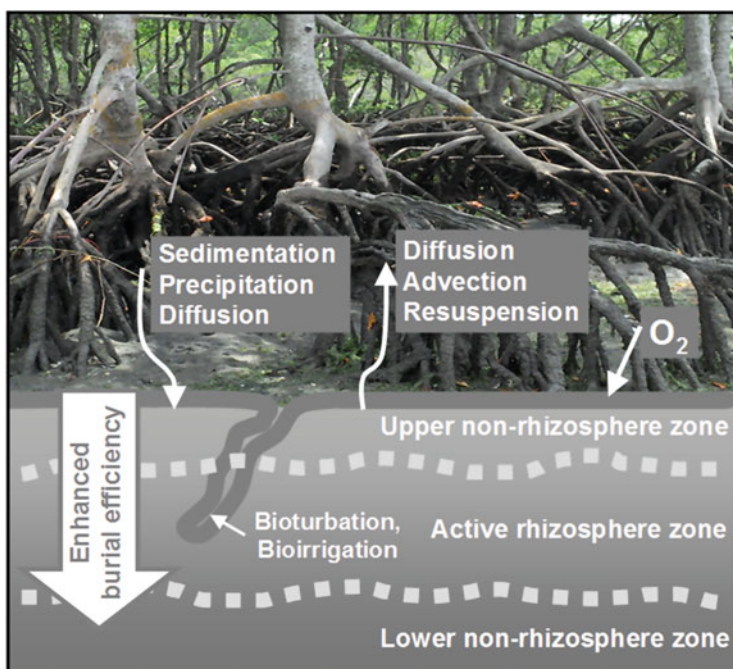 Sedimentation
Precipitation
Diffusion
Diffusion
Advection
Resuspension
O₂
Upper non-rhizosphere zone
Enhanced
burial efficiency
Bioturbation,
Bioirrigation
Active rhizosphere zone
Lower non-rhizosphere zone